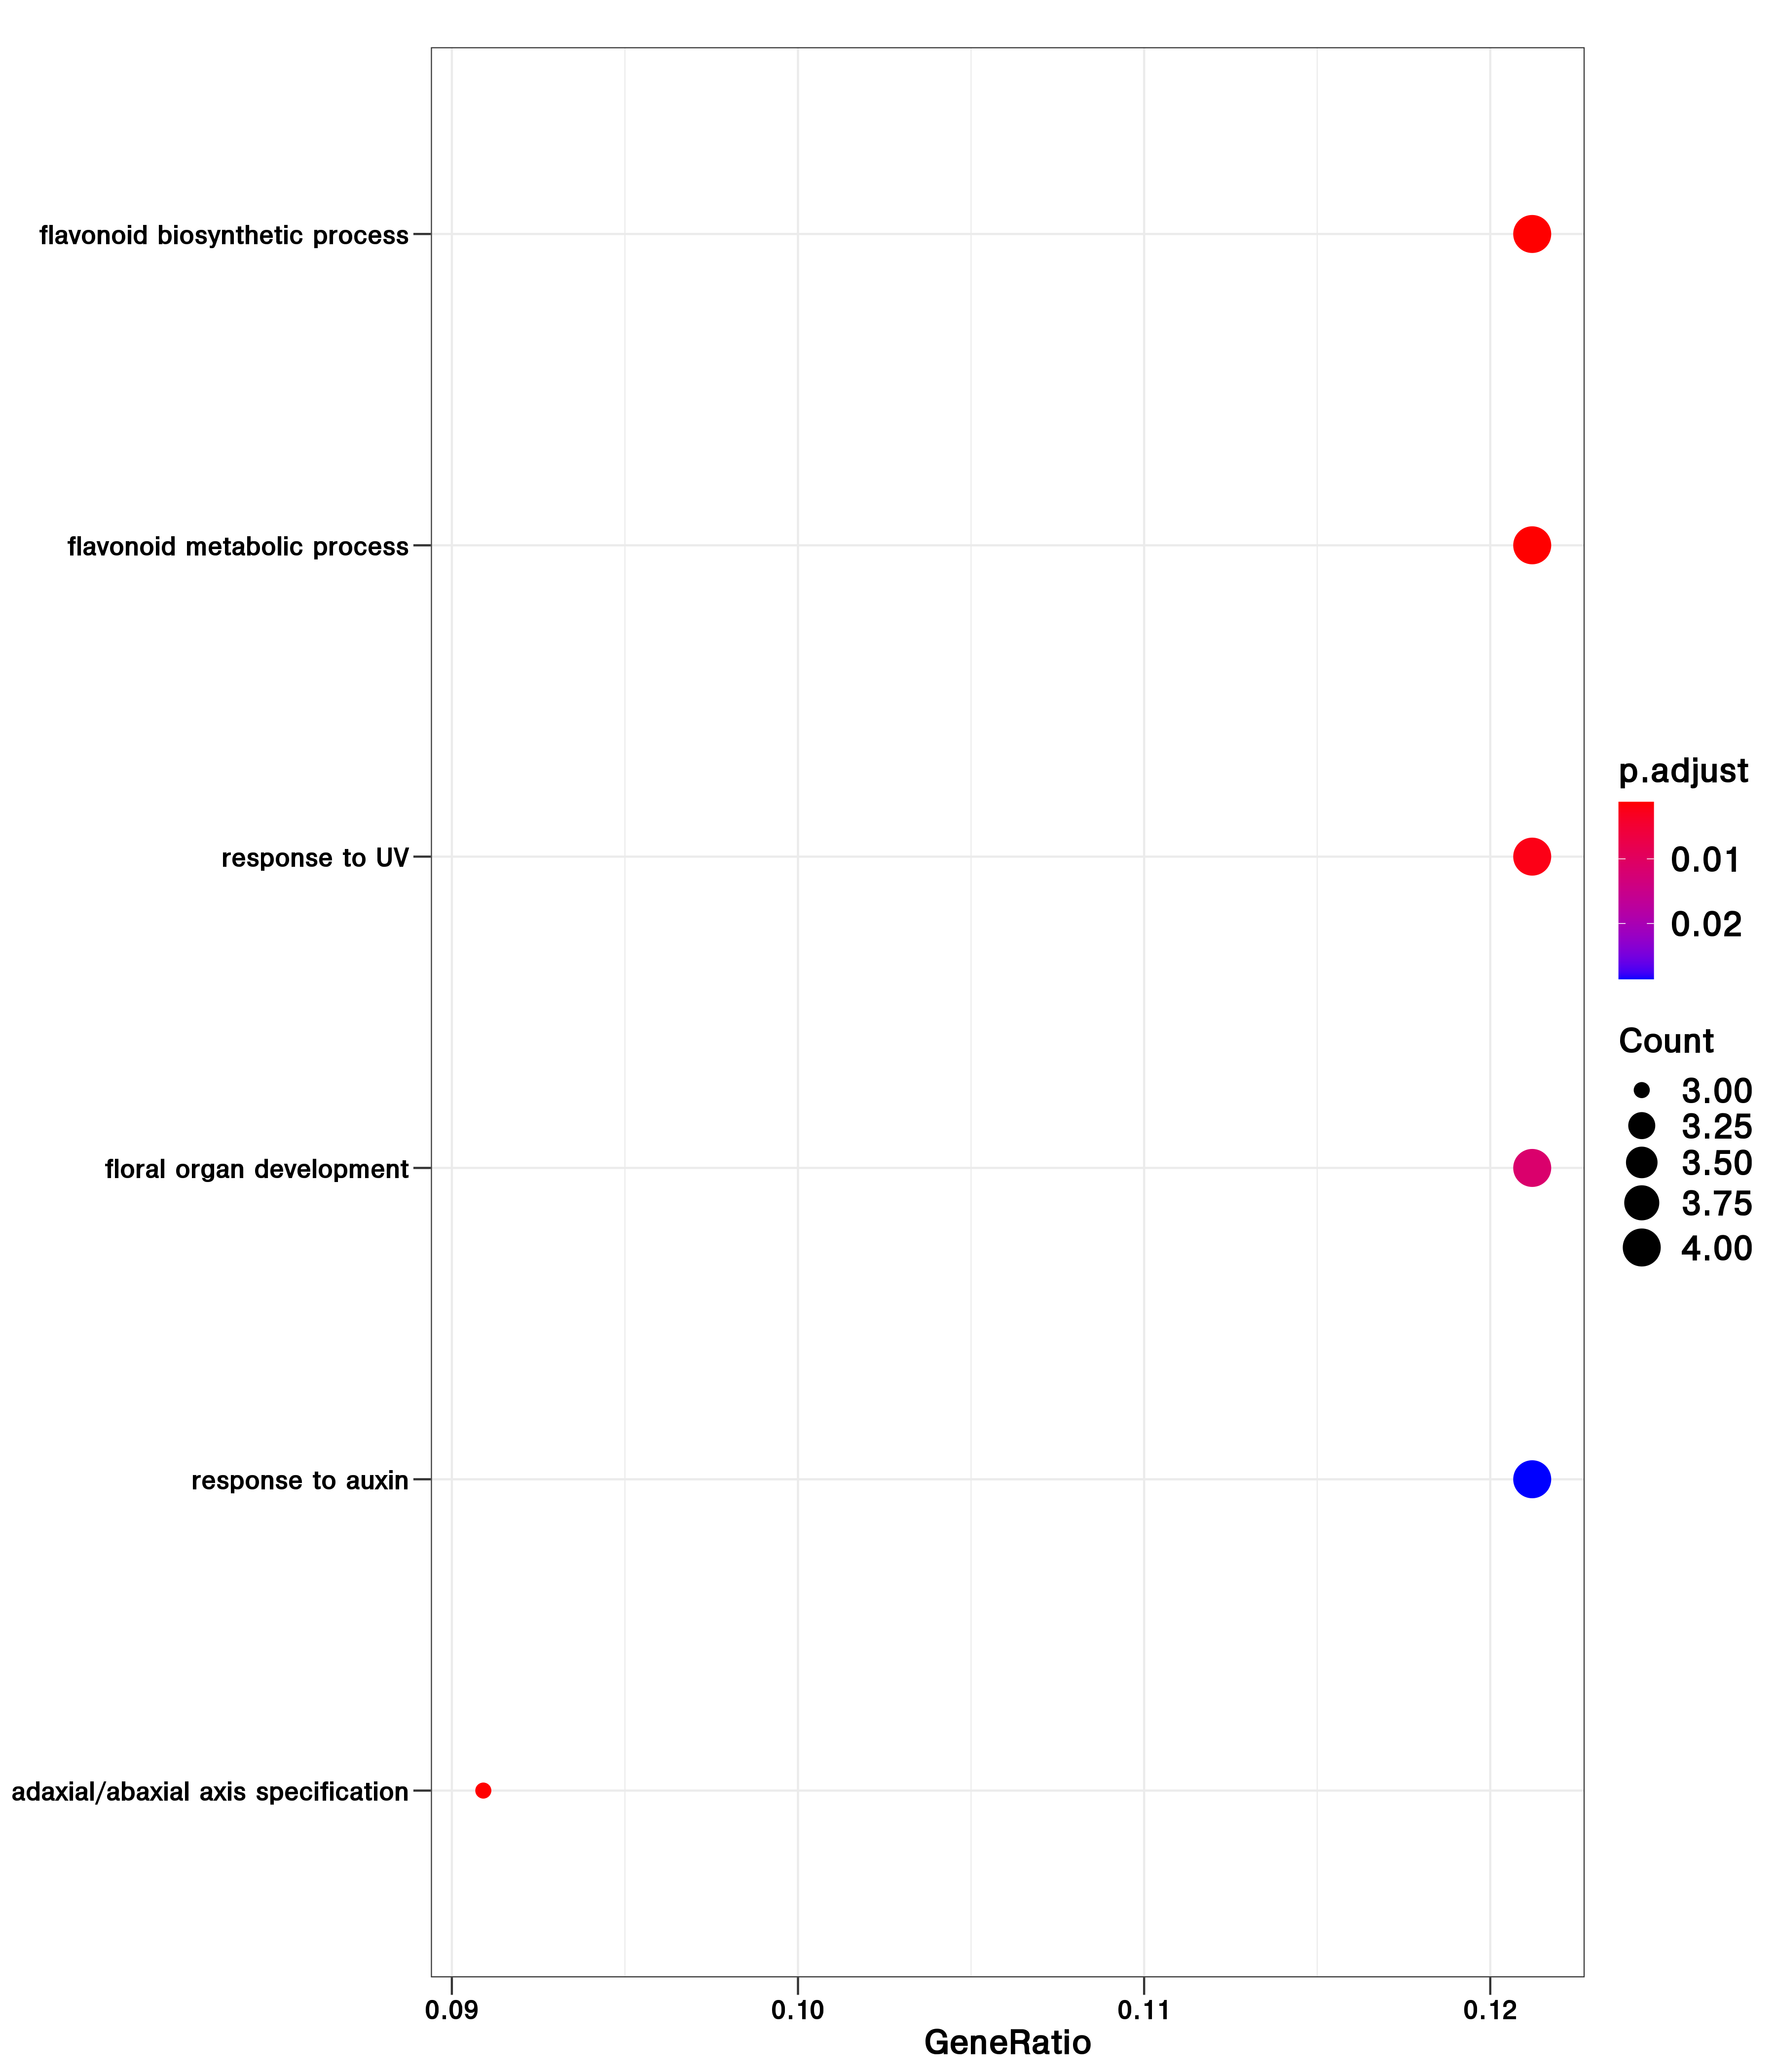 flavonoid biosynthetic process
flavonoid metabolic process
response to UV
floral organ development
response to auxin
adaxial/abaxial axis specification
0.09
0.10
0.11
0.12
GeneRatio
p.adjust
0.01
0.02
Count
3.00
3.25
3.50
3.75
4.00